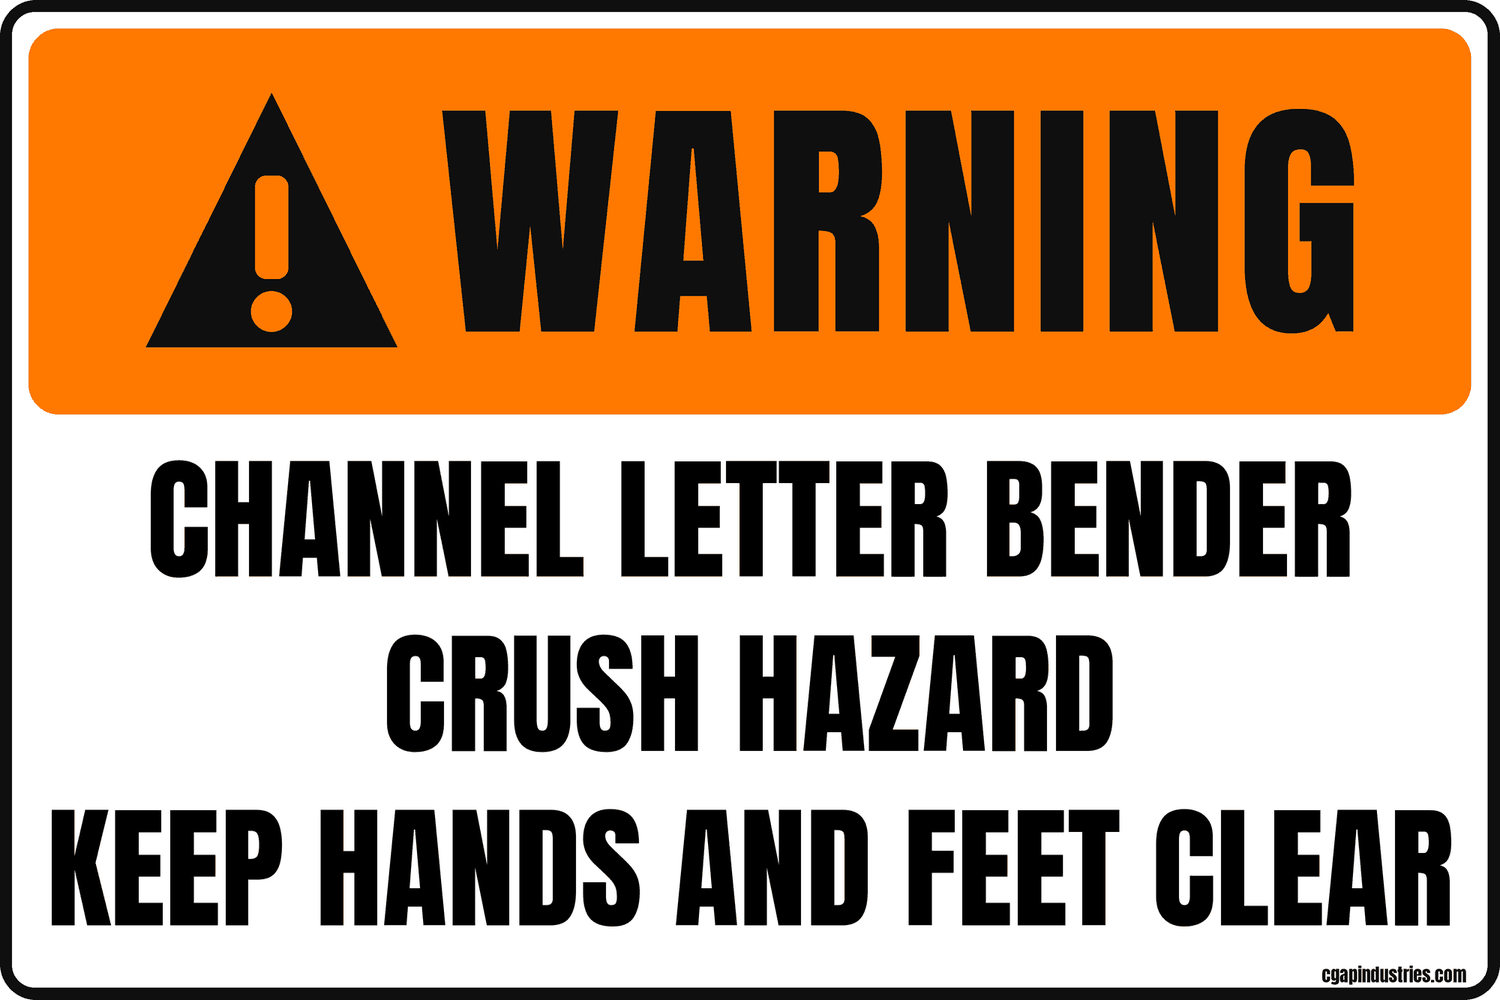 WARNING
CHANNEL LETTER BENDER
CRUSH HAZARD
KEEP HANDS AND FEET CLEAR
cgapindustries.com